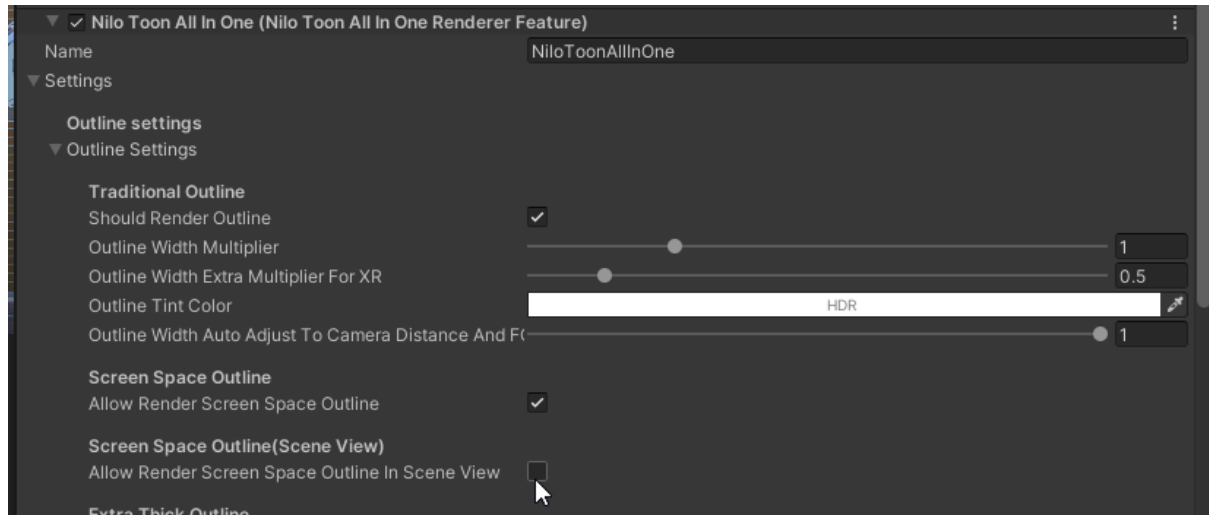 Nilo Toon All In One (Nilo Toon All In One Renderer Feature)
Name NiloToonAllInOne
Settings
Outline settings
Outline Settings
Traditional Outline
Should Render Outline
Outline Width Multiplier 1
Outline Width Extra Multiplier For XR 0.5
Outline Tint Color HDR
Outline Width Auto Adjust To Camera Distance And F 1
Screen Space Outline
Allow Render Screen Space Outline
Screen Space Outline(Scene View)
Allow Render Screen Space Outline In Scene View
Extra Thick Outline